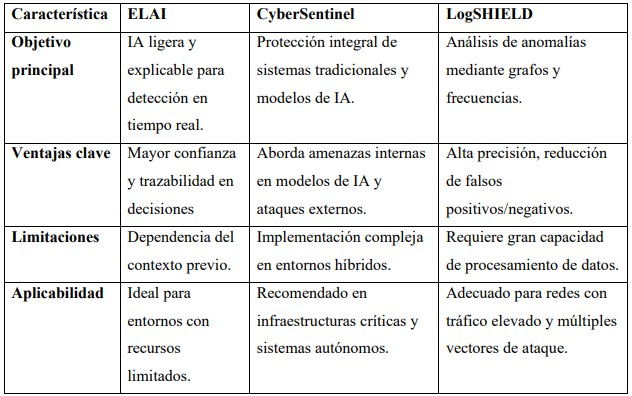 Característica ELAI CyberSentinel LogSHIELD
Objetivo principal
IA ligera y
explicable para
detección en
tiempo real.
Protección integral de
sistemas tradicionales y
modelos de IA.
Análisis de anomalías
mediante grafos y
frecuencias.
Ventajas clave
Mayor confianza
y trazabilidad en
decisiones
Aborda amenazas internas
en modelos de IA y
ataques externos.
Alta precisión, reducción
de falsos
positivos/negativos.
Limitaciones
Dependencia del
contexto previo.
Implementación compleja
en entornos híbridos.
Requiere gran capacidad
de procesamiento de datos.
Aplicabilidad
Ideal para
entornos con
recursos
limitados.
Recomendado en
infraestructuras críticas y
sistemas autónomos.
Adecuado para redes con
tráfico elevado y múltiples
vectores de ataque.